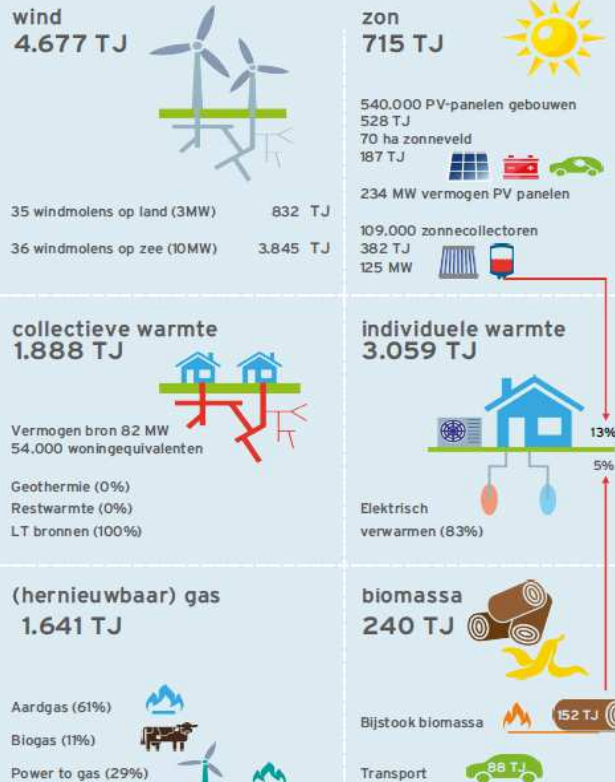 wind
4.677 TJ
35 windmolens op land (3MW) 832 TJ
36 windmolens op zee (10MW) 3.845 TJ
zon
715 TJ
540.000 PV-panelen gebouwen
528 TJ
70 ha zonneveld
187 TJ
234 MW vermogen PV panelen
109.000 zonnecollectoren
382 TJ
125 MW
collectieve warmte
1.888 TJ
Vermogen bron 82 MW
54.000 woningequivalenten
Geothermie (0%)
Restwarmte (0%)
LT bronnen (100%)
individuele warmte
3.059 TJ
13%
5%
Elektrisch
verwarmen (83%)
(hernieuwbaar) gas
1.641 TJ
Aardgas (61%)
Biogas (11%)
Power to gas (29%)
biomassa
240 TJ
Bijstook biomassa 152 TJ
Transport 88 TJ